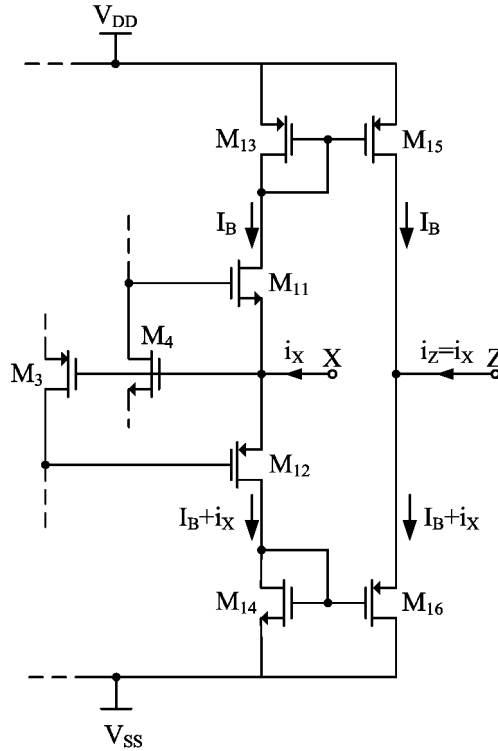 V_DD
M_13
M_15
I_B
I_B
M_11
M_4
M_3
i_X
X
i_Z=i_X
Z
M_12
I_B+i_X
I_B+i_X
M_14
M_16
V_SS